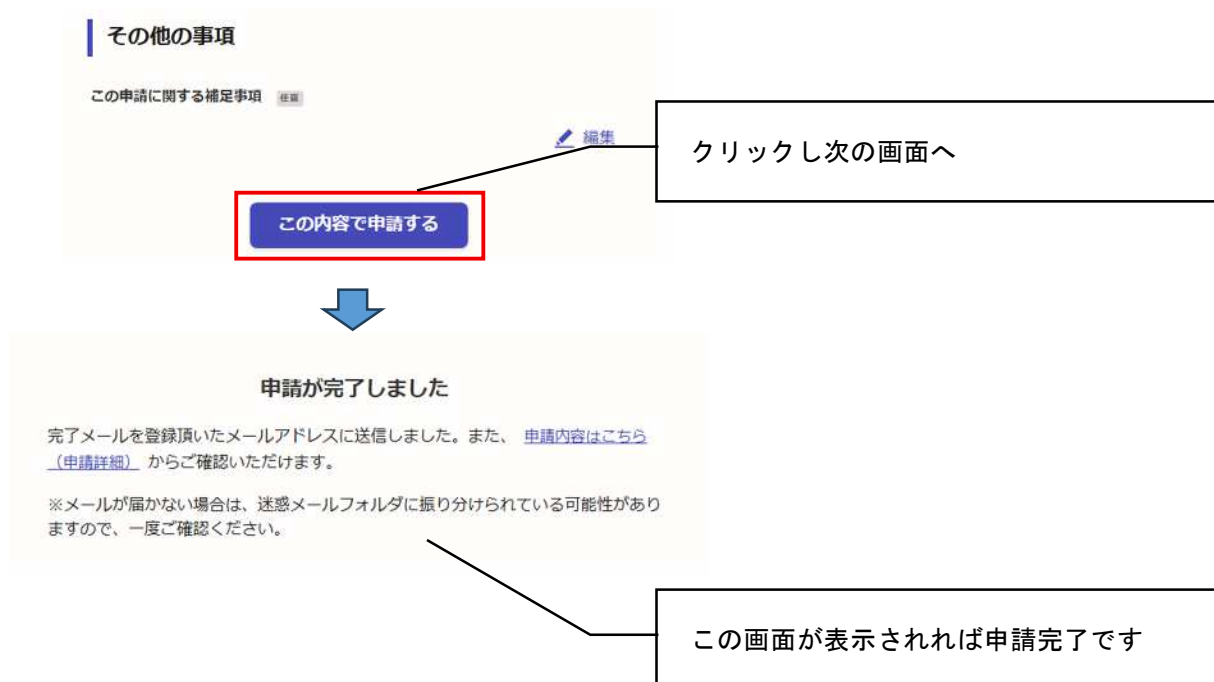 その他の事項
この申請に関する補足事項 任意
編集
クリックし次の画面へ
この内容で申請する
申請が完了しました
完了メールを登録頂いたメールアドレスに送信しました。また、 申請内容はこちら
（申請詳細） からご確認いただけます。
※メールが届かない場合は、迷惑メールフォルダに振り分けられている可能性があり
ますので、一度ご確認ください。
この画面が表示されれば申請完了です